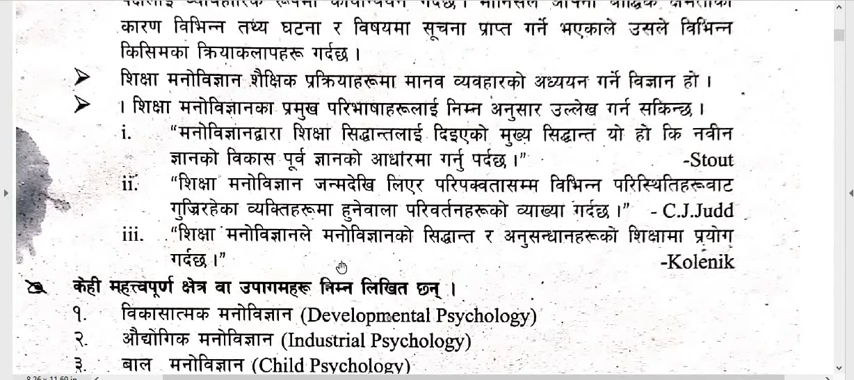 कारण विभिन्न तथ्य घटना र विषयमा सूचना प्राप्त गर्ने भएकाले उसले विभिन्न
किसिमका क्रियाकलापहरू गर्दछ ।
➤ शिक्षा मनोविज्ञान शैक्षिक प्रक्रियाहरूमा मानव व्यवहारको अध्ययन गर्ने विज्ञान हो ।
➤ । शिक्षा मनोविज्ञानका प्रमुख परिभाषाहरूलाई निम्न अनुसार उल्लेख गर्न सकिन्छ ।
i. “मनोविज्ञानद्वारा शिक्षा सिद्धान्तलाई दिइएको मुख्य सिद्धान्त यो हो कि नवीन
ज्ञानको विकास पूर्व ज्ञानको आधारमा गर्नु पर्दछ ।” -Stout
ii. “शिक्षा मनोविज्ञान जन्मदेखि लिएर परिपक्वतासम्म विभिन्न परिस्थितिहरूबाट
गुज्रिरहेका व्यक्तिहरूमा हुनेवाला परिवर्तनहरूको व्याख्या गर्दछ ।” - C.J.Judd
iii. “शिक्षा मनोविज्ञानले मनोविज्ञानको सिद्धान्त र अनुसन्धानहरूको शिक्षामा प्रयोग
गर्दछ ।” -Kolenik
केही महत्त्वपूर्ण क्षेत्र वा उपागमहरू निम्न लिखित छन् ।
१. विकासात्मक मनोविज्ञान (Developmental Psychology)
२. औद्योगिक मनोविज्ञान (Industrial Psychology)
३. बाल मनोविज्ञान (Child Psychology)
8.26 x 11.60 in